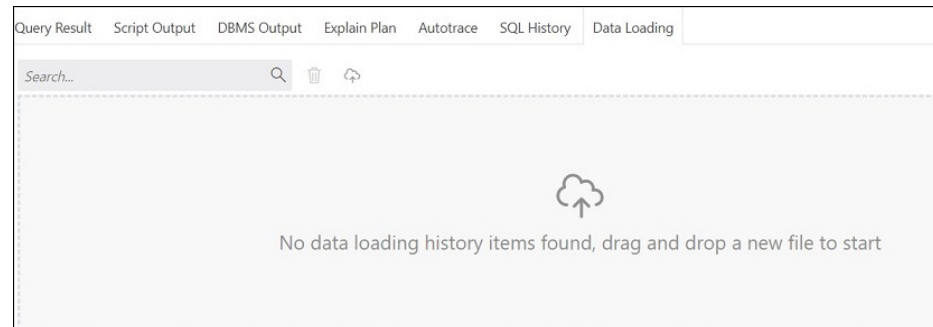 Query Result Script Output DBMS Output Explain Plan Autotrace SQL History Data Loading
Search...
No data loading history items found, drag and drop a new file to start